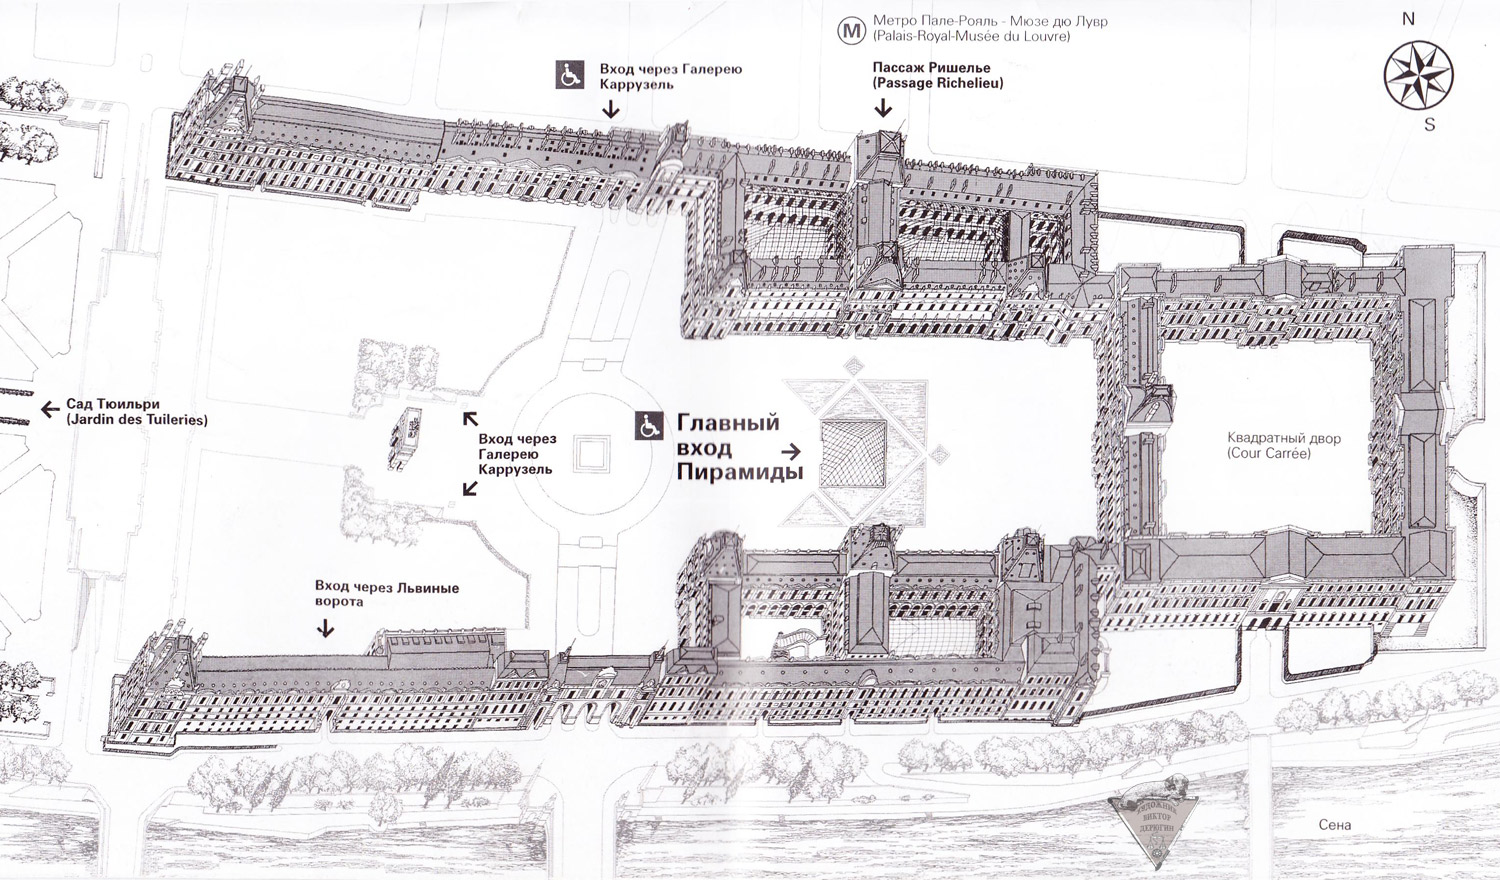 Метро Пале-Рояль - Мюзе дю Лувр
M
(Palais-Royal-Musée du Louvre)
N
S
Вход через Галерею
Каррузель
Пассаж Ришелье
(Passage Richelieu)
Сад Тюильри
(Jardin des Tuileries)
Вход через
Галерею
Каррузель
Главный
вход
Пирамиды
Квадратный двор
(Cour Carrée)
Вход через Львиные
ворота
Сена
ХУДОЖНИК
ВИКТОР
ДЕРЮГИН